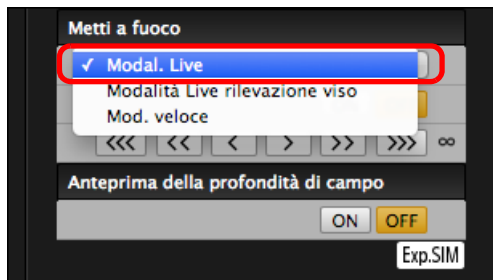 Metti a fuoco
✓ Modal. Live
Modalità Live rilevazione viso
Mod. veloce
<<< << < > >> >>> ∞
Anteprima della profondità di campo
ON OFF
Exp.SIM